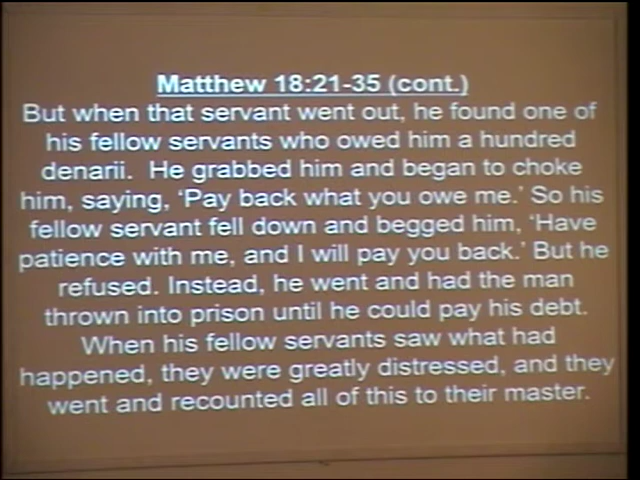 Matthew 18:21-35 (cont.)
But when that servant went out, he found one of
his fellow servants who owed him a hundred
denarii.  He grabbed him and began to choke
him, saying, ‘Pay back what you owe me.’ So his
fellow servant fell down and begged him, ‘Have
patience with me, and I will pay you back.’ But he
refused. Instead, he went and had the man
thrown into prison until he could pay his debt.
When his fellow servants saw what had
happened, they were greatly distressed, and they
went and recounted all of this to their master.